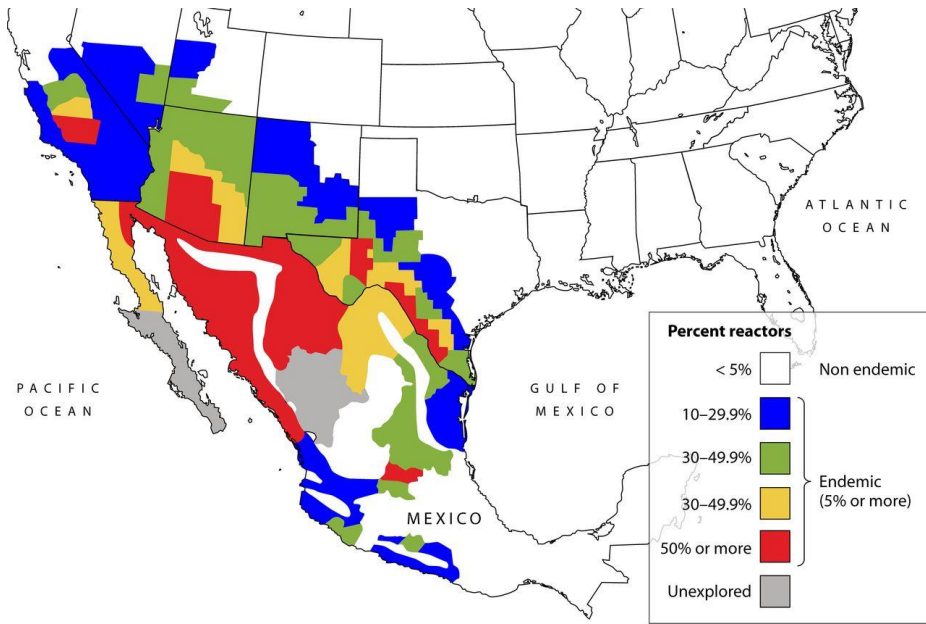 ATLANTIC
OCEAN
PACIFIC
OCEAN
GULF OF
MEXICO
MEXICO
Percent reactors
< 5%
Non endemic
10–29.9%
30–49.9%
30–49.9%
50% or more
Endemic
(5% or more)
Unexplored